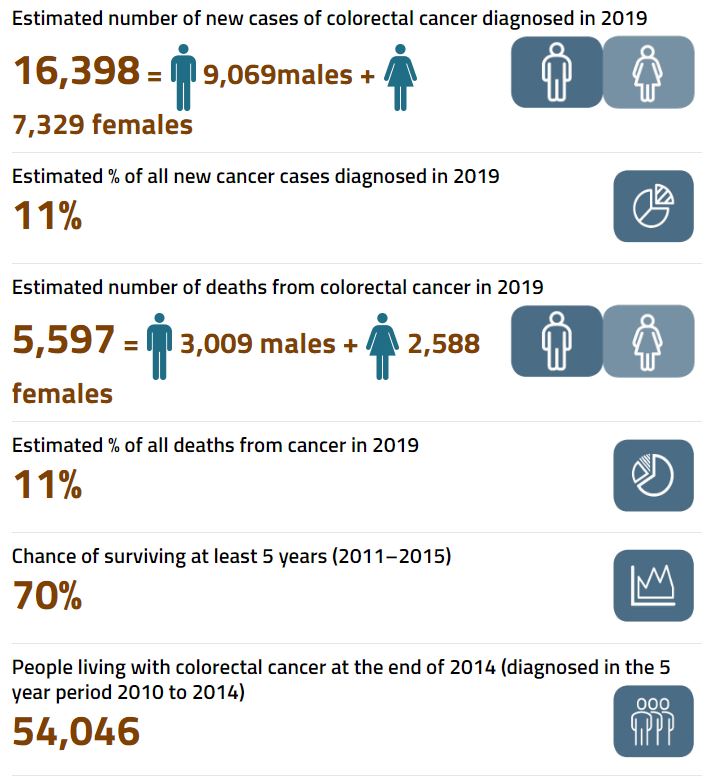 Estimated number of new cases of colorectal cancer diagnosed in 2019
16,398 = 9,069males +
7,329 females
Estimated % of all new cancer cases diagnosed in 2019
11%
Estimated number of deaths from colorectal cancer in 2019
5,597 = 3,009 males + 2,588
females
Estimated % of all deaths from cancer in 2019
11%
Chance of surviving at least 5 years (2011–2015)
70%
People living with colorectal cancer at the end of 2014 (diagnosed in the 5
year period 2010 to 2014)
54,046